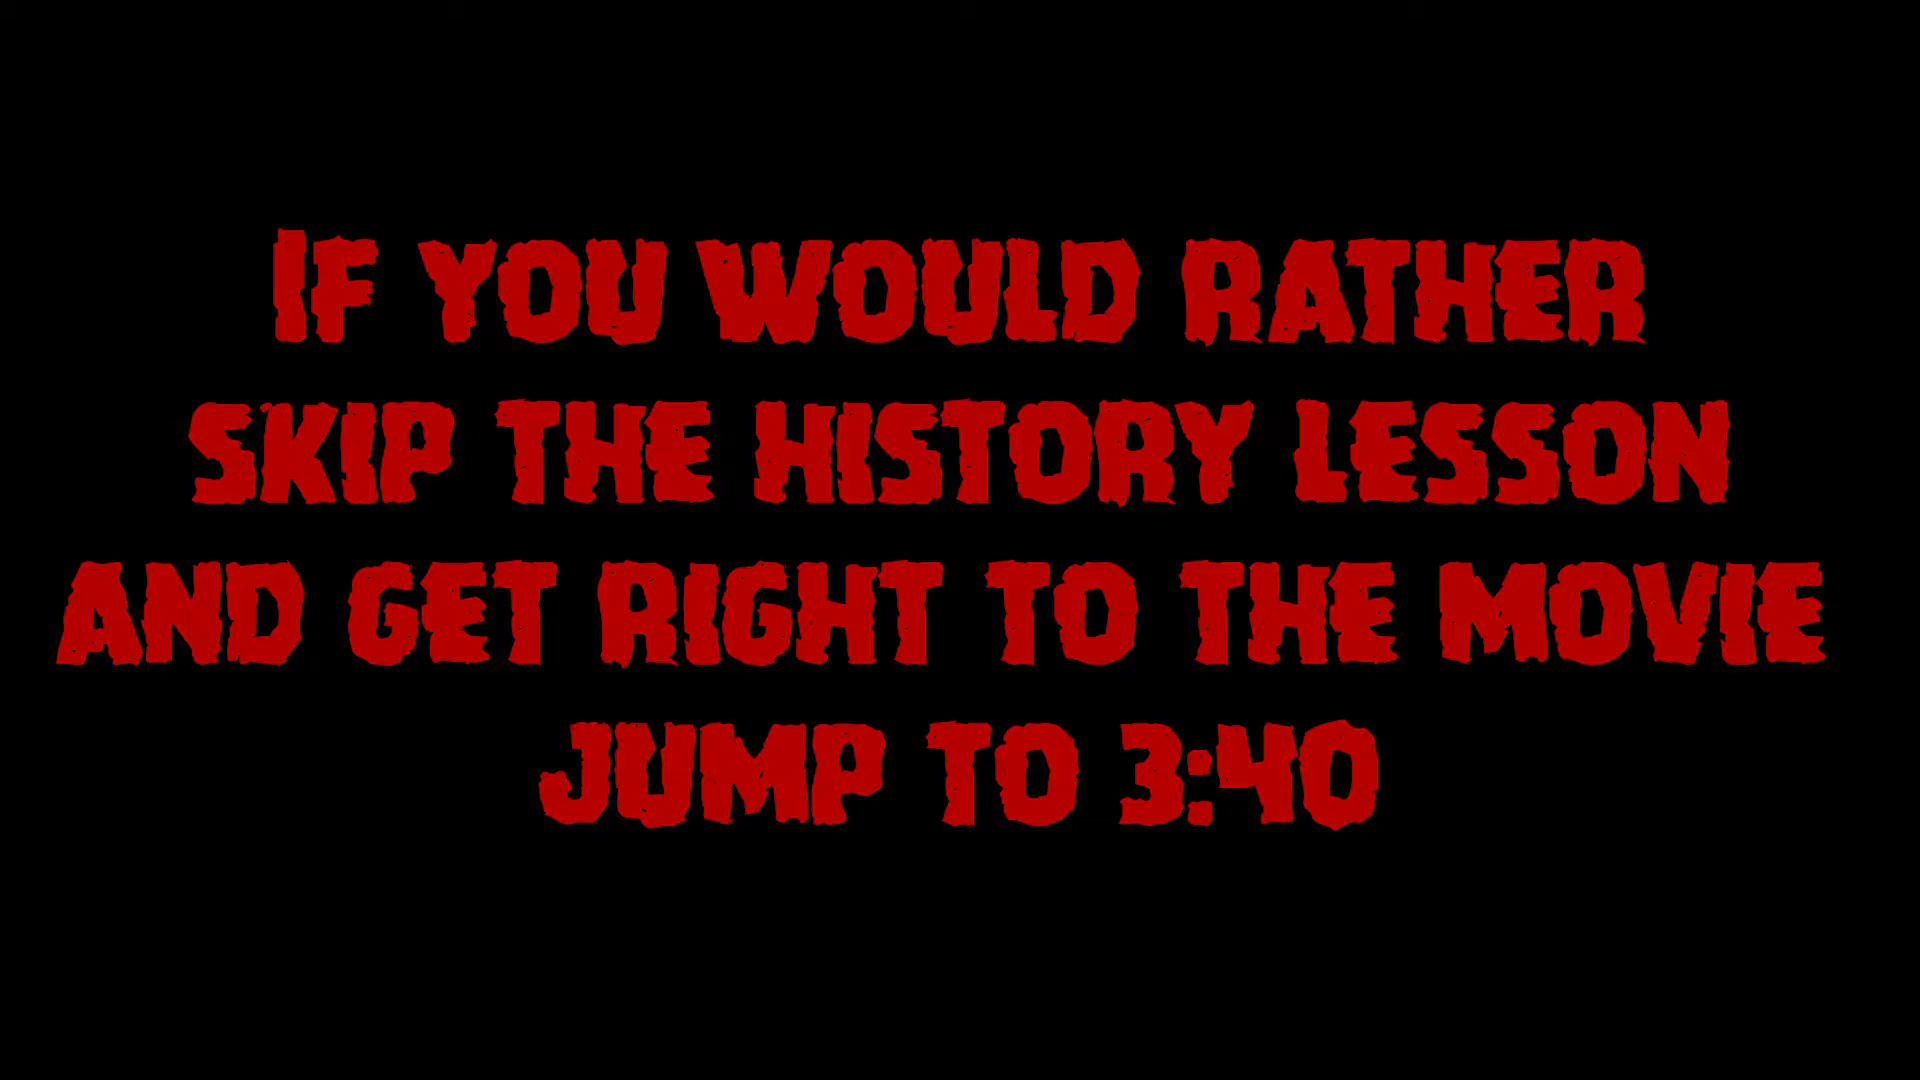 If you would rather
skip the history lesson
and get right to the movie
jump to 3:40